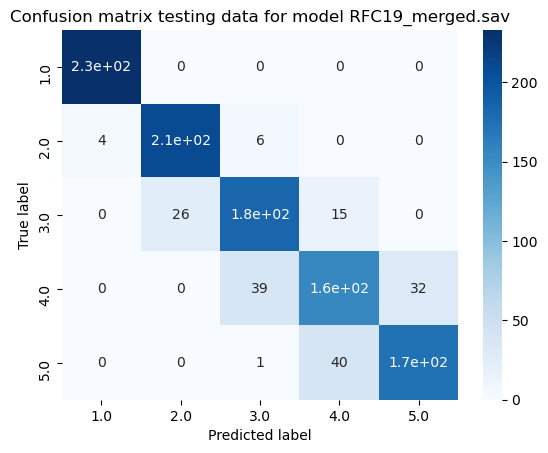 Confusion matrix testing data for model RFC19_merged.sav
True label
1.0 2.3e+02 0 0 0 0
2.0 4 2.1e+02 6 0 0
3.0 0 26 1.8e+02 15 0
4.0 0 0 39 1.6e+02 32
5.0 0 0 1 40 1.7e+02
1.0 2.0 3.0 4.0 5.0
Predicted label
200
150
100
50
0